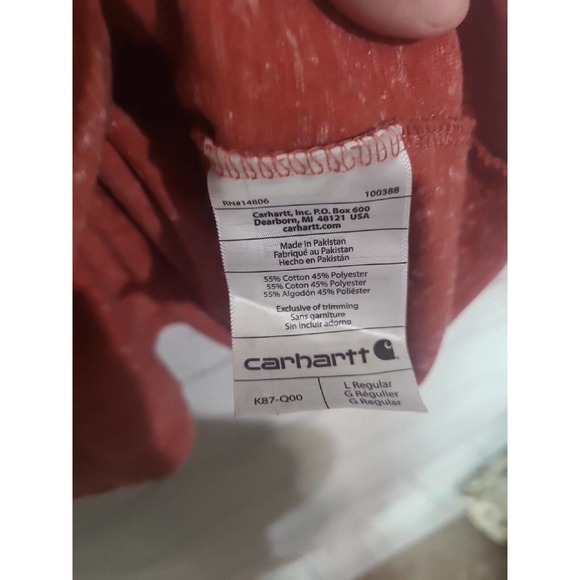 RN#14806 100388
Carhartt, Inc. P.O. Box 600
Dearborn, MI 48121 USA
carhartt.com
Made in Pakistan
Fabriqué au Pakistan
Hecho en Pakistán
55% Cotton 45% Polyester
55% Coton 45% Polyester
55% Algodón 45% Poliéster
Exclusive of trimming
Sans garniture
Sin incluir adorno
carhartt
K87-Q00
L Regular
G Régulier
G Regular